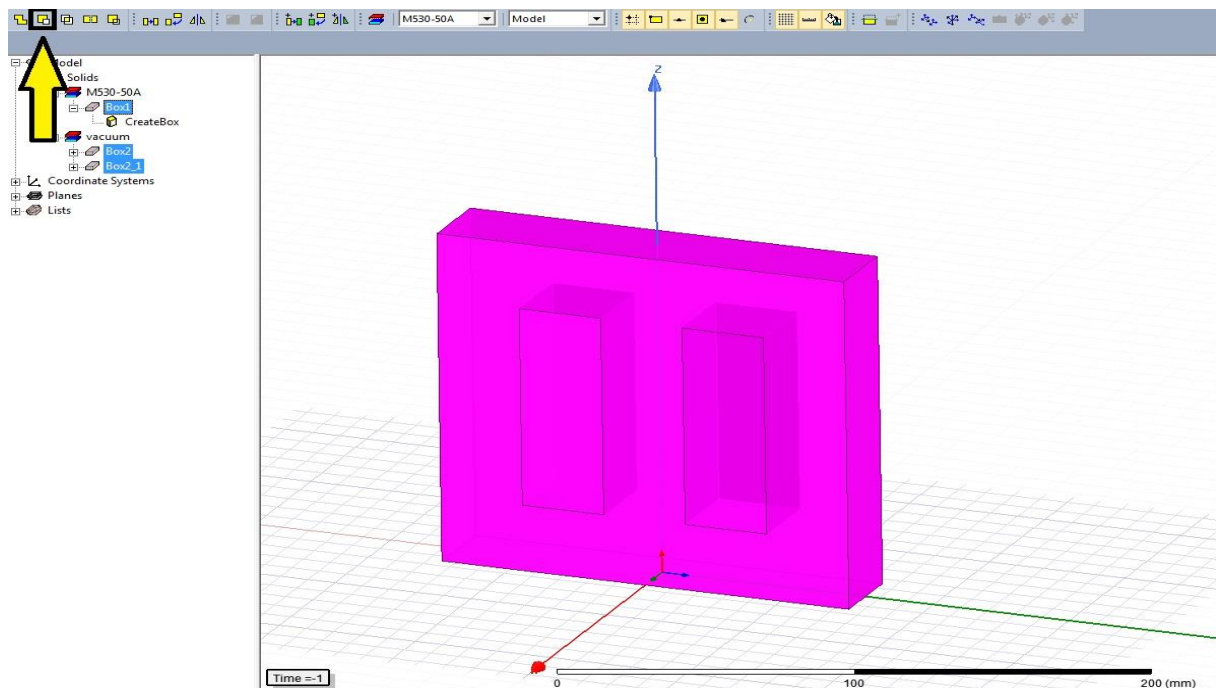 M530-50A Model
Model
Solids
M530-50A
Box1
CreateBox
vacuum
Box2
Box2_1
Coordinate Systems
Planes
Lists
Z
Time =-1
0 100 200 (mm)